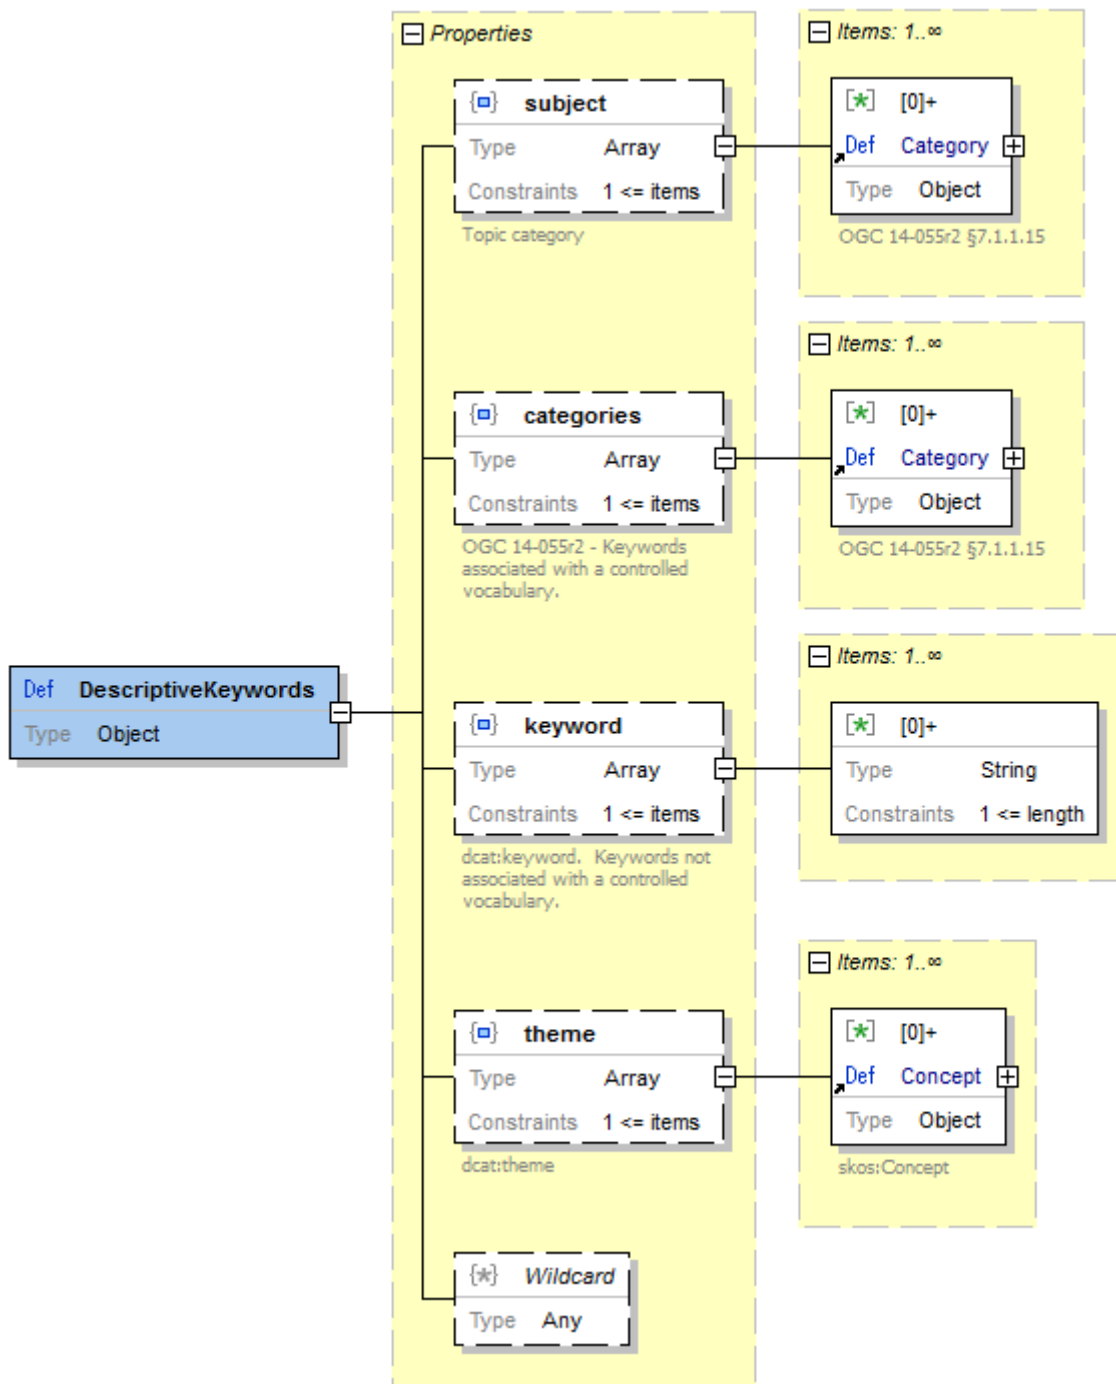 Properties
subject
Type Array
Constraints 1 <= items
Topic category
Items: 1..∞
[*] [0]+
Def Category
Type Object
OGC 14-055r2 §7.1.1.15
categories
Type Array
Constraints 1 <= items
OGC 14-055r2 - Keywords
associated with a controlled
vocabulary.
Items: 1..∞
[*] [0]+
Def Category
Type Object
OGC 14-055r2 §7.1.1.15
Def DescriptiveKeywords
Type Object
keyword
Type Array
Constraints 1 <= items
dcat:keyword. Keywords not
associated with a controlled
vocabulary.
Items: 1..∞
[*] [0]+
Type String
Constraints 1 <= length
theme
Type Array
Constraints 1 <= items
dcat:theme
Items: 1..∞
[*] [0]+
Def Concept
Type Object
skos:Concept
{*} Wildcard
Type Any